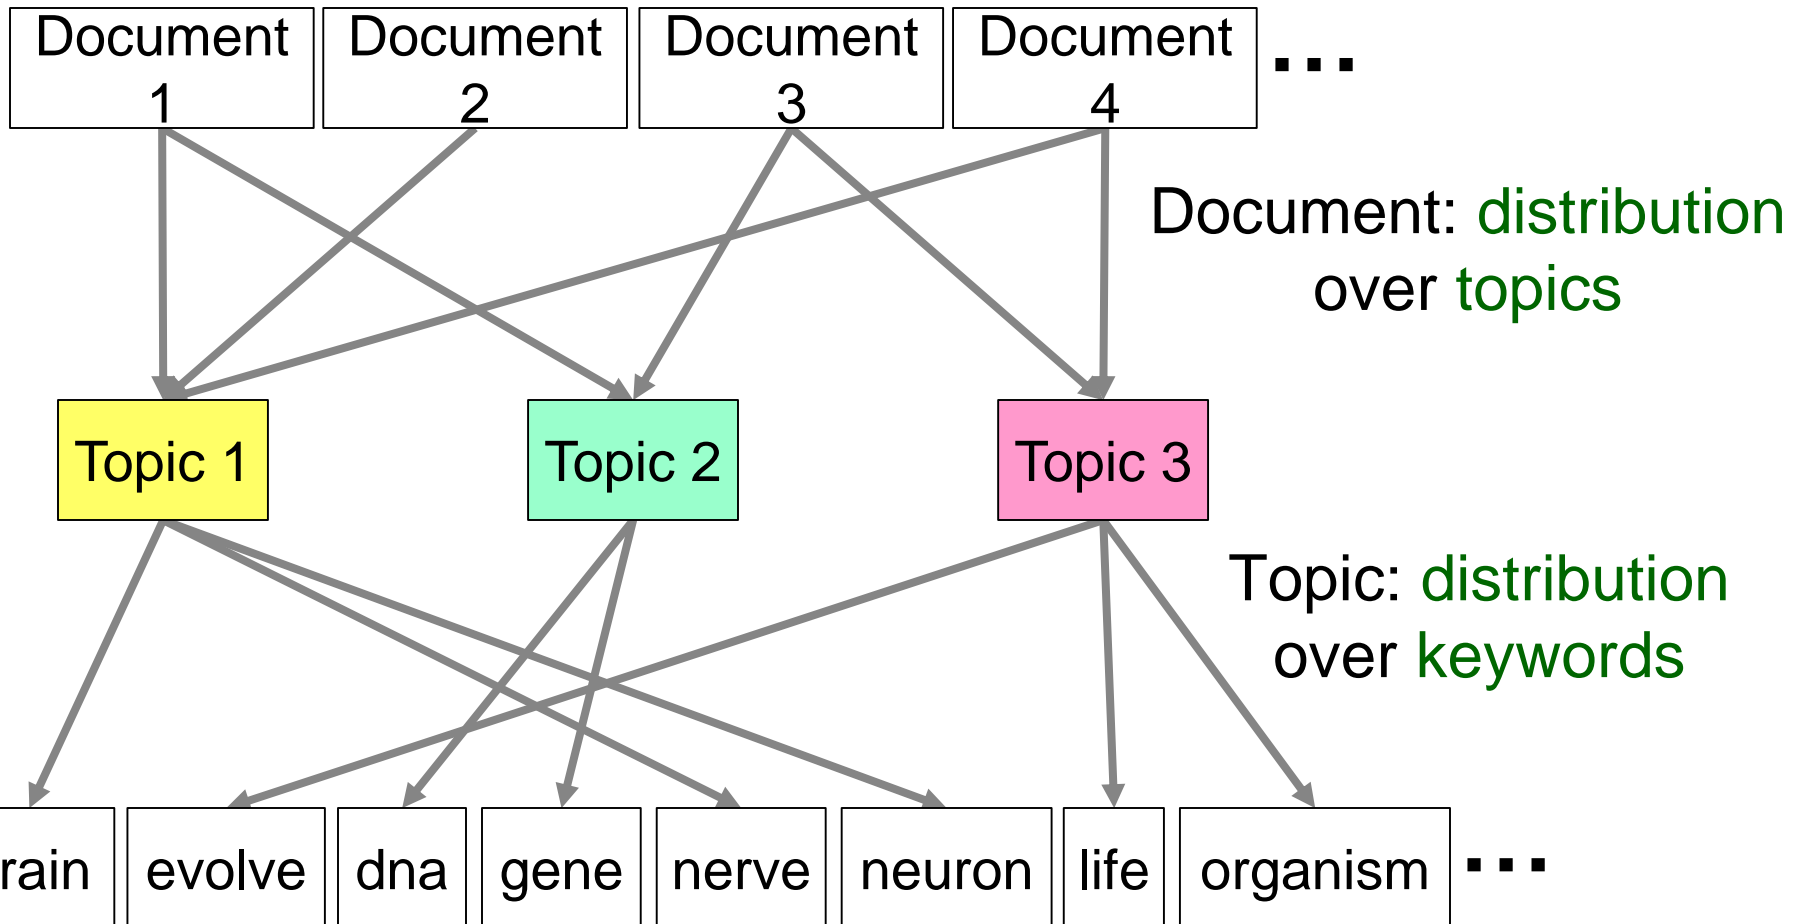 Document
1
Document
2
Document
3
Document
4
...
Document: distribution
over topics
Topic 1
Topic 2
Topic 3
Topic: distribution
over keywords
rain
evolve
dna
gene
nerve
neuron
life
organism
...